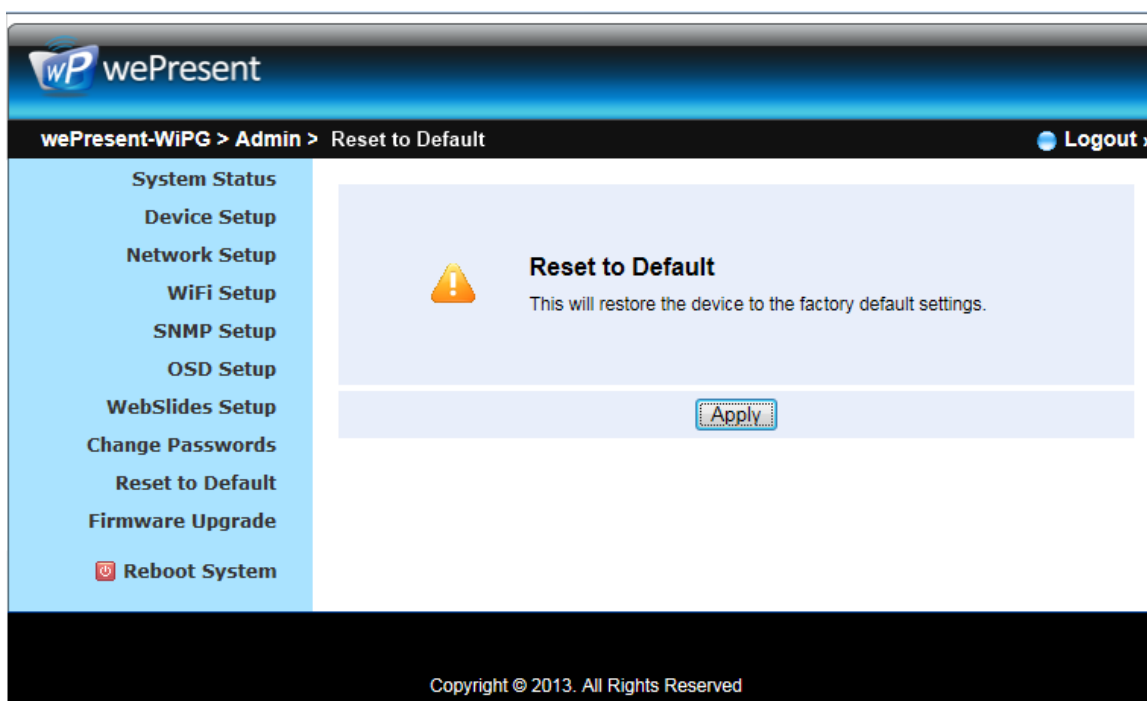 wP wePresent
wePresent-WiPG > Admin > Reset to Default
Logout »
System Status
Device Setup
Network Setup
WiFi Setup
SNMP Setup
OSD Setup
WebSlides Setup
Change Passwords
Reset to Default
Firmware Upgrade
Reboot System
Reset to Default
This will restore the device to the factory default settings.
Apply
Copyright © 2013. All Rights Reserved